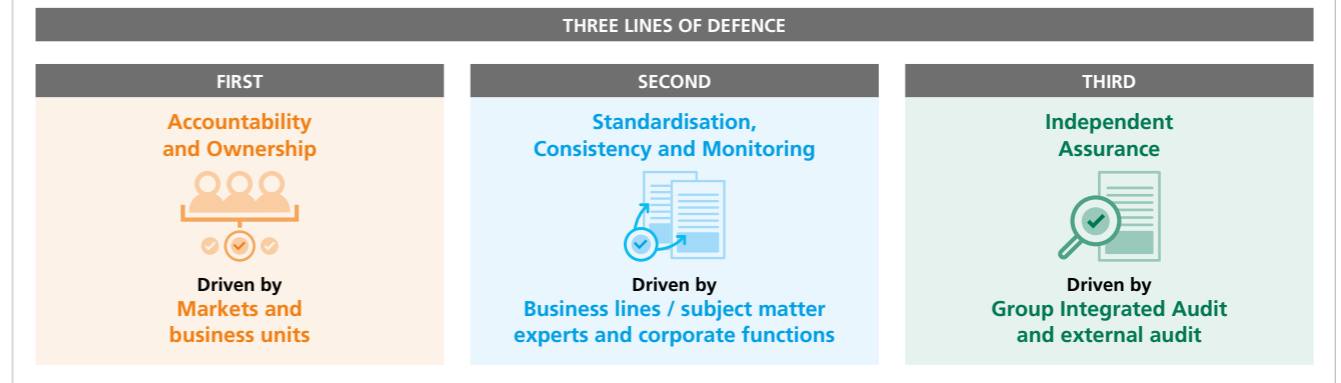 THREE LINES OF DEFENCE
FIRST
Accountability
and Ownership
Driven by
Markets and
business units
SECOND
Standardisation,
Consistency and Monitoring
Driven by
Business lines / subject matter
experts and corporate functions
THIRD
Independent
Assurance
Driven by
Group Integrated Audit
and external audit